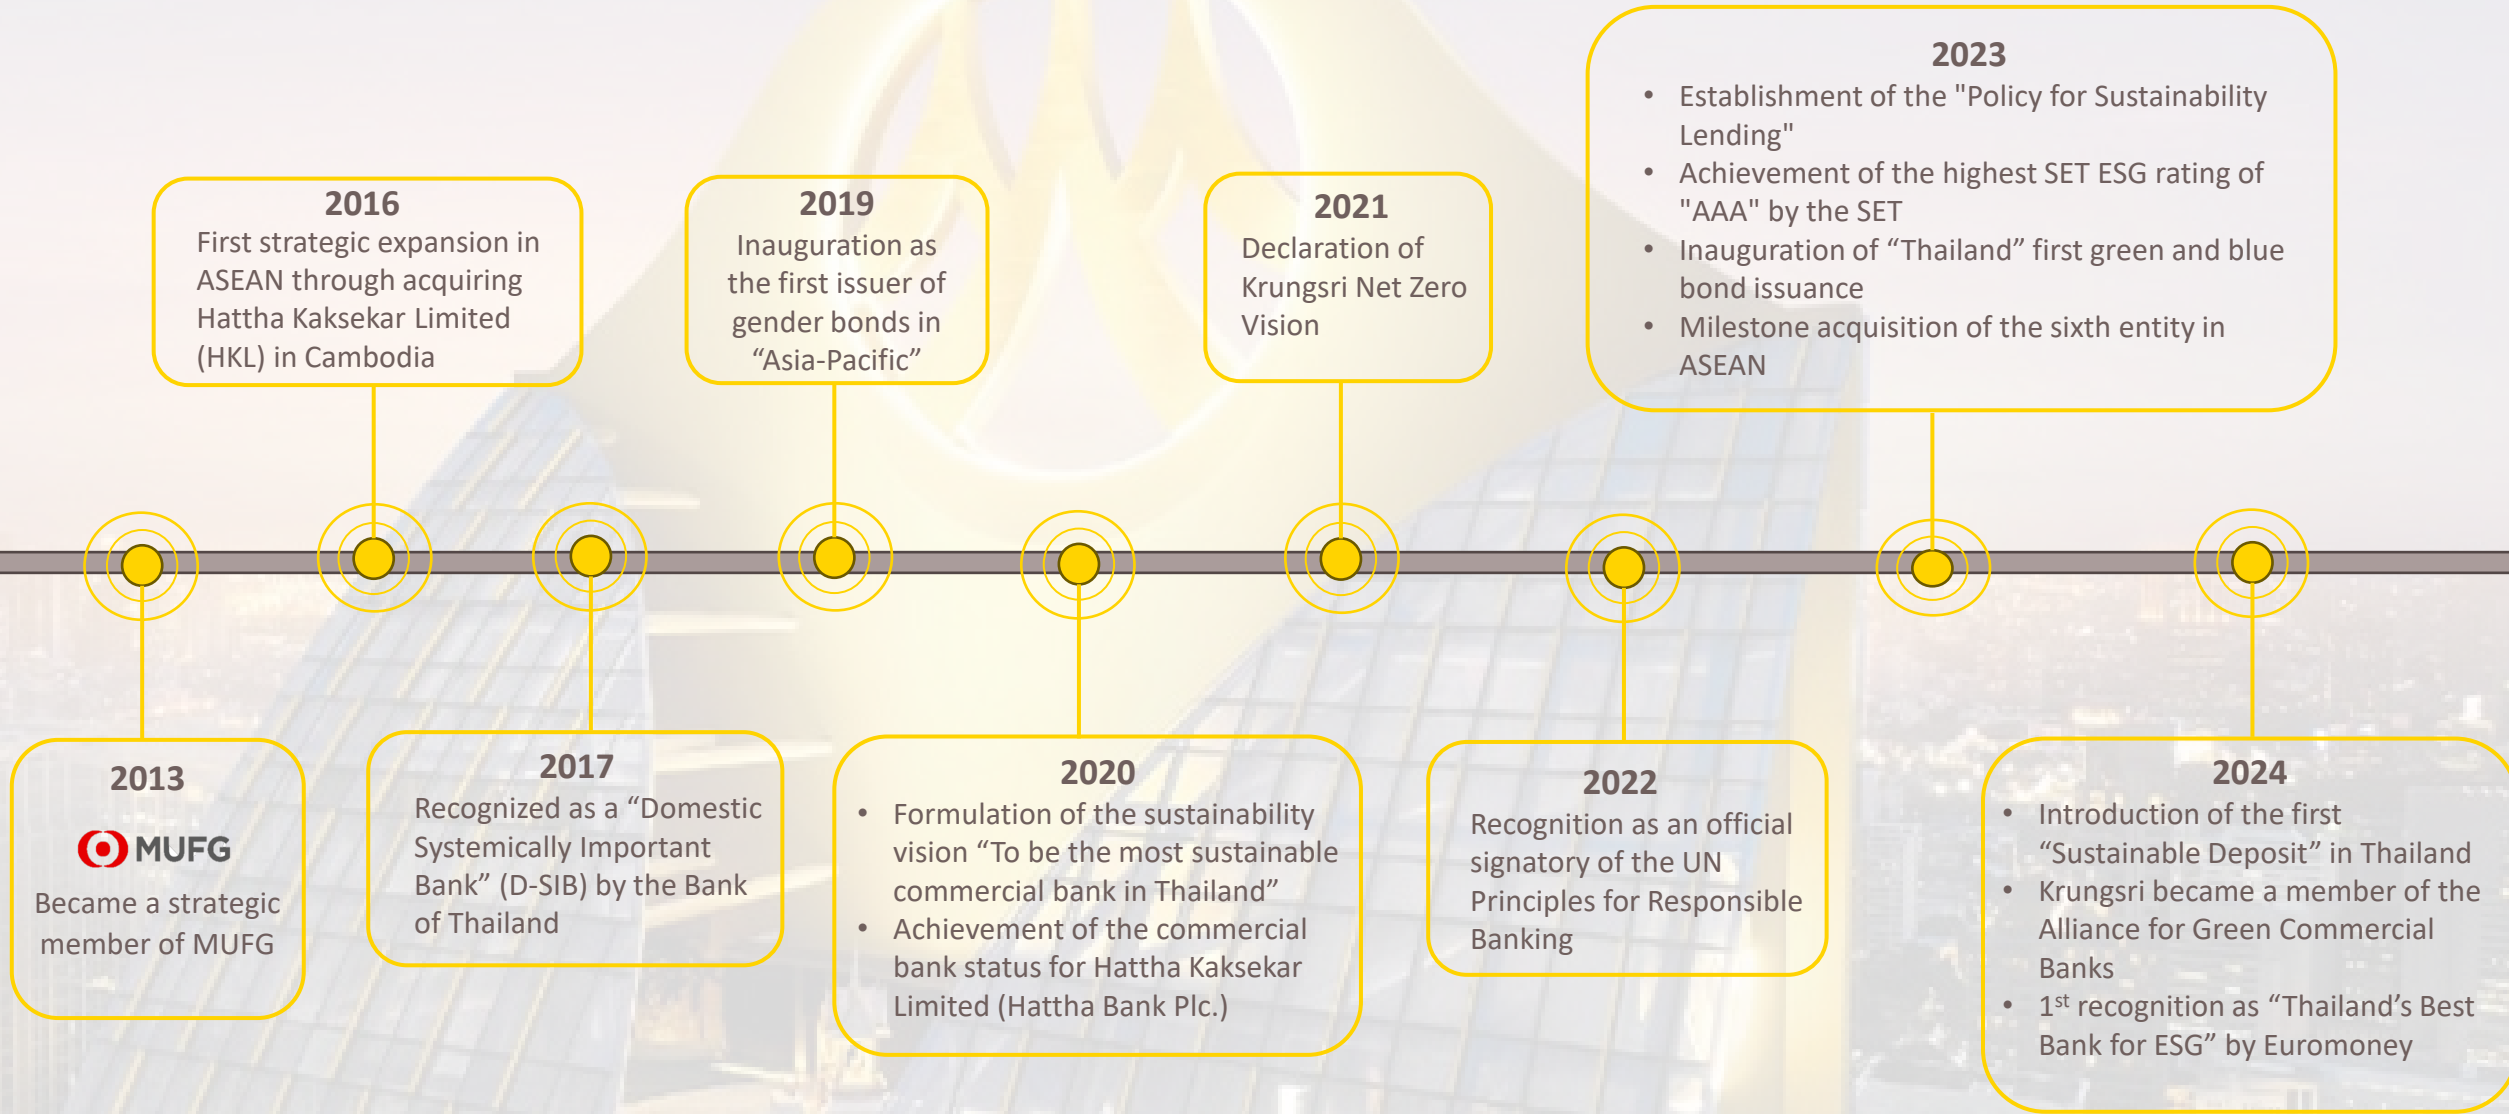 2013
MUFG
Became a strategic
member of MUFG
2016
First strategic expansion in
ASEAN through acquiring
Hattha Kaksekar Limited
(HKL) in Cambodia
2017
Recognized as a “Domestic
Systemically Important
Bank” (D-SIB) by the Bank
of Thailand
2019
Inauguration as
the first issuer of
gender bonds in
“Asia-Pacific”
2020
• Formulation of the sustainability
vision “To be the most sustainable
commercial bank in Thailand”
• Achievement of the commercial
bank status for Hattha Kaksekar
Limited (Hattha Bank Plc.)
2021
Declaration of
Krungsri Net Zero
Vision
2022
Recognition as an official
signatory of the UN
Principles for Responsible
Banking
2023
• Establishment of the "Policy for Sustainability
Lending"
• Achievement of the highest SET ESG rating of
"AAA" by the SET
• Inauguration of “Thailand” first green and blue
bond issuance
• Milestone acquisition of the sixth entity in
ASEAN
2024
• Introduction of the first
“Sustainable Deposit” in Thailand
• Krungsri became a member of the
Alliance for Green Commercial
Banks
• 1st recognition as “Thailand’s Best
Bank for ESG” by Euromoney